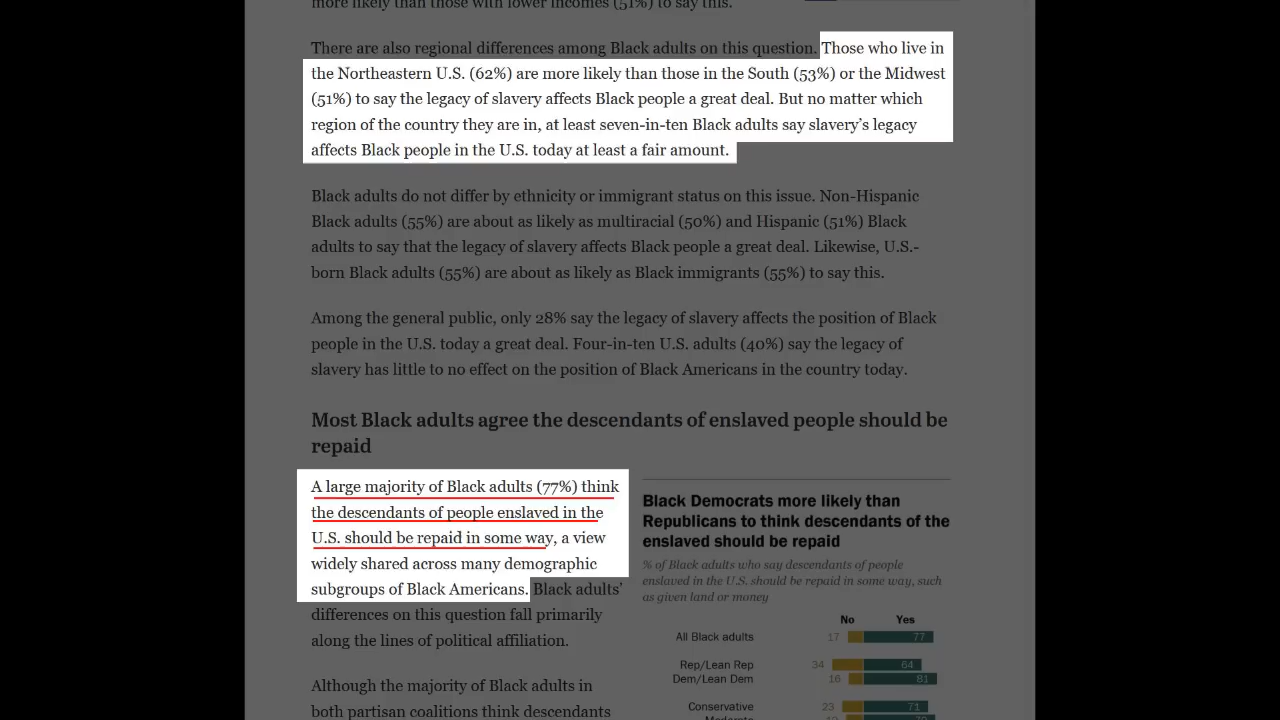 more likely than those with lower incomes (51%) to say this.
There are also regional differences among Black adults on this question. Those who live in
the Northeastern U.S. (62%) are more likely than those in the South (53%) or the Midwest
(51%) to say the legacy of slavery affects Black people a great deal. But no matter which
region of the country they are in, at least seven-in-ten Black adults say slavery’s legacy
affects Black people in the U.S. today at least a fair amount.
Black adults do not differ by ethnicity or immigrant status on this issue. Non-Hispanic
Black adults (55%) are about as likely as multiracial (50%) and Hispanic (51%) Black
adults to say that the legacy of slavery affects Black people a great deal. Likewise, U.S.-
born Black adults (55%) are about as likely as Black immigrants (55%) to say this.
Among the general public, only 28% say the legacy of slavery affects the position of Black
people in the U.S. today a great deal. Four-in-ten U.S. adults (40%) say the legacy of
slavery has little to no effect on the position of Black Americans in the country today.
Most Black adults agree the descendants of enslaved people should be
repaid
A large majority of Black adults (77%) think
the descendants of people enslaved in the
U.S. should be repaid in some way, a view
widely shared across many demographic
subgroups of Black Americans. Black adults’
differences on this question fall primarily
along the lines of political affiliation.
Although the majority of Black adults in
both partisan coalitions think descendants
Black Democrats more likely than
Republicans to think descendants of the
enslaved should be repaid
% of Black adults who say descendants of people
enslaved in the U.S. should be repaid in some way, such
as given land or money
No Yes
All Black adults 17 77
Rep/Lean Rep 34 64
Dem/Lean Dem 16 81
Conservative 23 71
Moderate